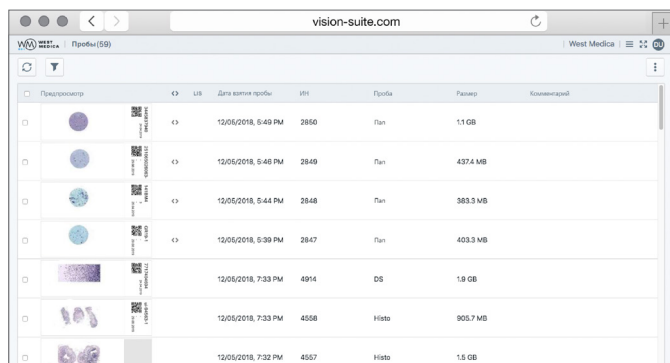 vision-suite.com
WM WEST MEDICA Пробы (59) West Medica DU
Предпросмотр <> LIS Дата взятия пробы ИН Проба Размер Комментарий
<> 12/05/2018, 5:49 PM 2850 Пап 1.1 GB
<> 12/05/2018, 5:46 PM 2849 Пап 437.4 MB
<> 12/05/2018, 5:44 PM 2848 Пап 383.3 MB
<> 12/05/2018, 5:39 PM 2847 Пап 403.3 MB
12/05/2018, 7:33 PM 4914 DS 1.9 GB
12/05/2018, 7:33 PM 4558 Histo 905.7 MB
12/05/2018, 7:32 PM 4557 Histo 1.5 GB